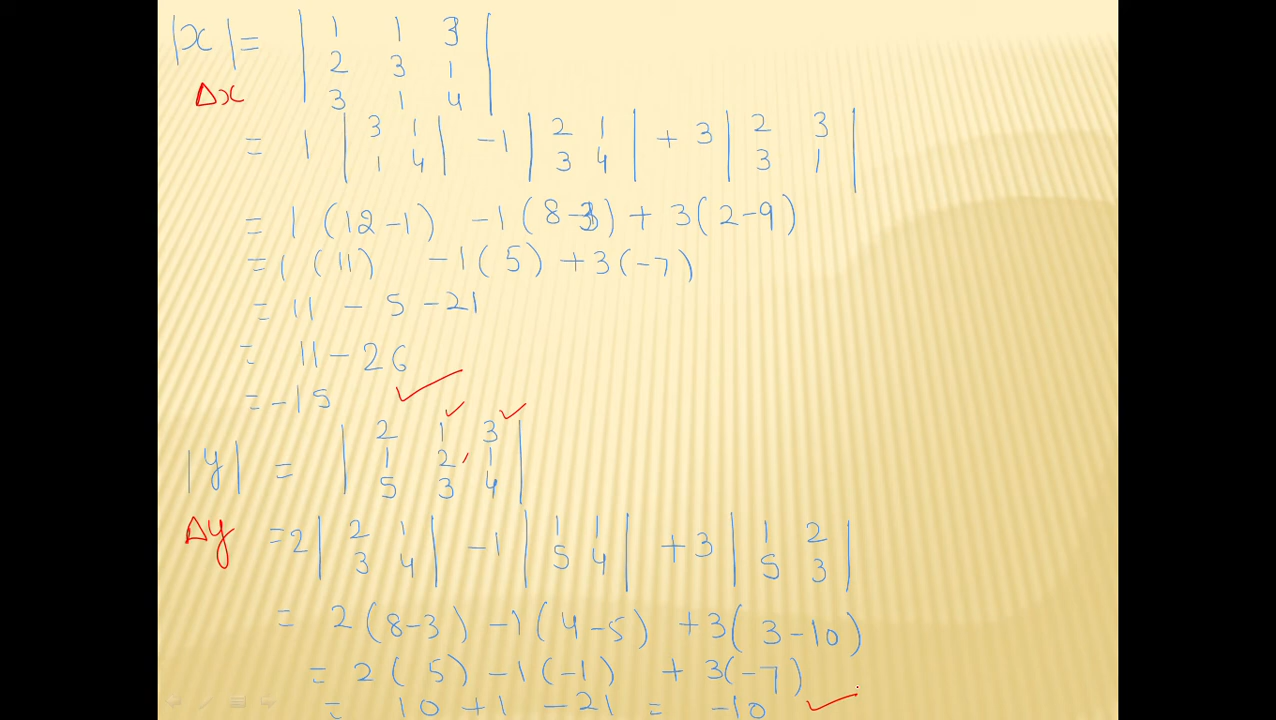 |x| = | 1 1 3 |
| 2 3 1 |
Δx | 3 1 4 |
= 1 | 3 1 | -1 | 2 1 | + 3 | 2 3 |
| 1 4 | | 3 4 | | 3 1 |
= 1 (12-1) -1 (8-3) + 3(2-9)
= 1 (11) -1(5) +3(-7)
= 11 - 5 -21
= 11 - 26
= -15 ✓
| 2 1 ✓ 3 ✓ |
|y| = | 1 2 1 |
| 5 3 4 |
Δy = 2 | 2 1 | -1 | 1 1 | +3 | 1 2 |
| 3 4 | | 5 4 | | 5 3 |
= 2(8-3) -1(4-5) +3(3-10)
= 2(5) -1(-1) + 3(-7)
= 10 +1 -21 = -10 ✓